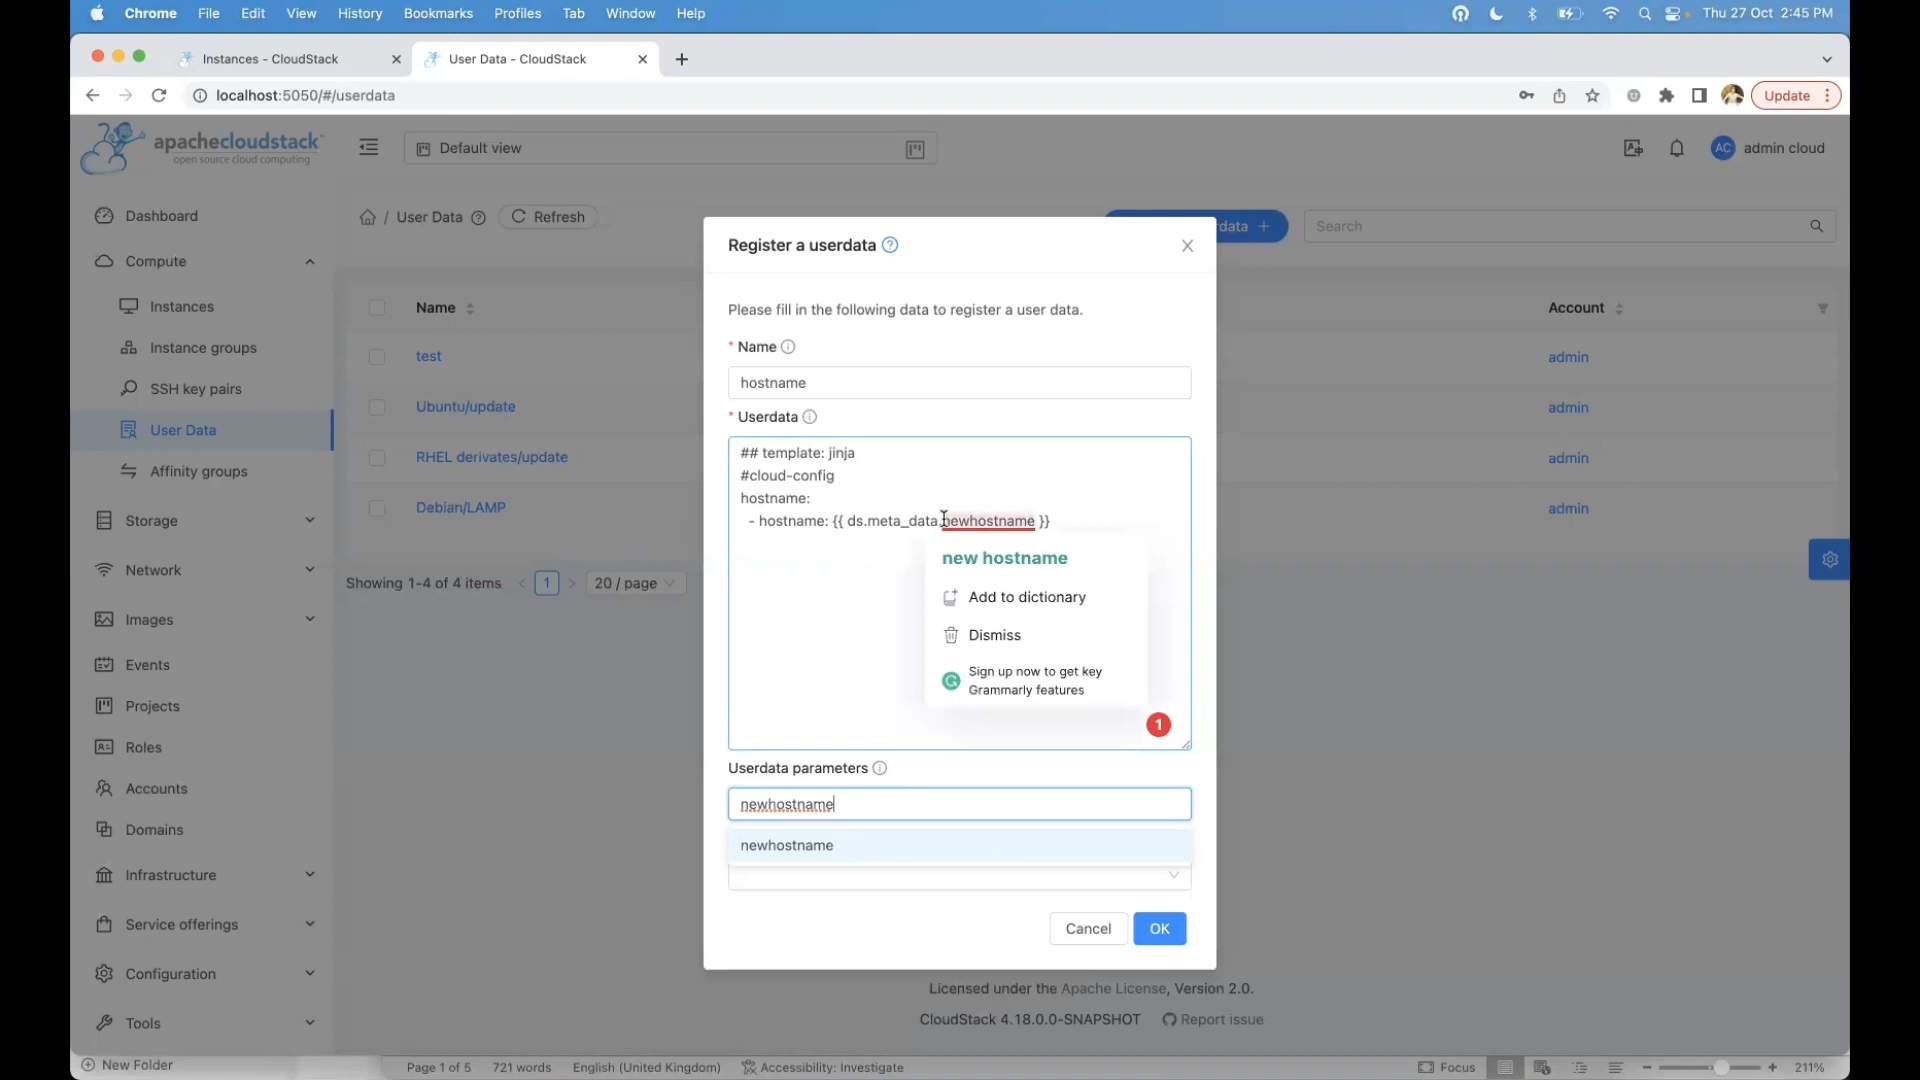 Chrome File Edit View History Bookmarks Profiles Tab Window Help Thu 27 Oct 2:45 PM
Instances - CloudStack User Data - CloudStack
localhost:5050/#/userdata Update
apachecloudstack™
open source cloud computing
Default view
AC admin cloud
Dashboard
Compute
Instances
Instance groups
SSH key pairs
User Data
Affinity groups
Storage
Network
Images
Events
Projects
Roles
Accounts
Domains
Infrastructure
Service offerings
Configuration
Tools
/ User Data Refresh
data +
Search
Name Account
test admin
Ubuntu/update admin
RHEL derivates/update admin
Debian/LAMP admin
Showing 1-4 of 4 items < 1 > 20 / page
Register a userdata
Please fill in the following data to register a user data.
* Name
hostname
* Userdata
## template: jinja
#cloud-config
hostname:
- hostname: {{ ds.meta_data.newhostname }}
new hostname
Add to dictionary
Dismiss
Sign up now to get key
Grammarly features
1
Userdata parameters
newhostname
newhostname
Cancel OK
Licensed under the Apache License, Version 2.0.
CloudStack 4.18.0.0-SNAPSHOT Report issue
New Folder Page 1 of 5 721 words English (United Kingdom) Accessibility: Investigate Focus 211%